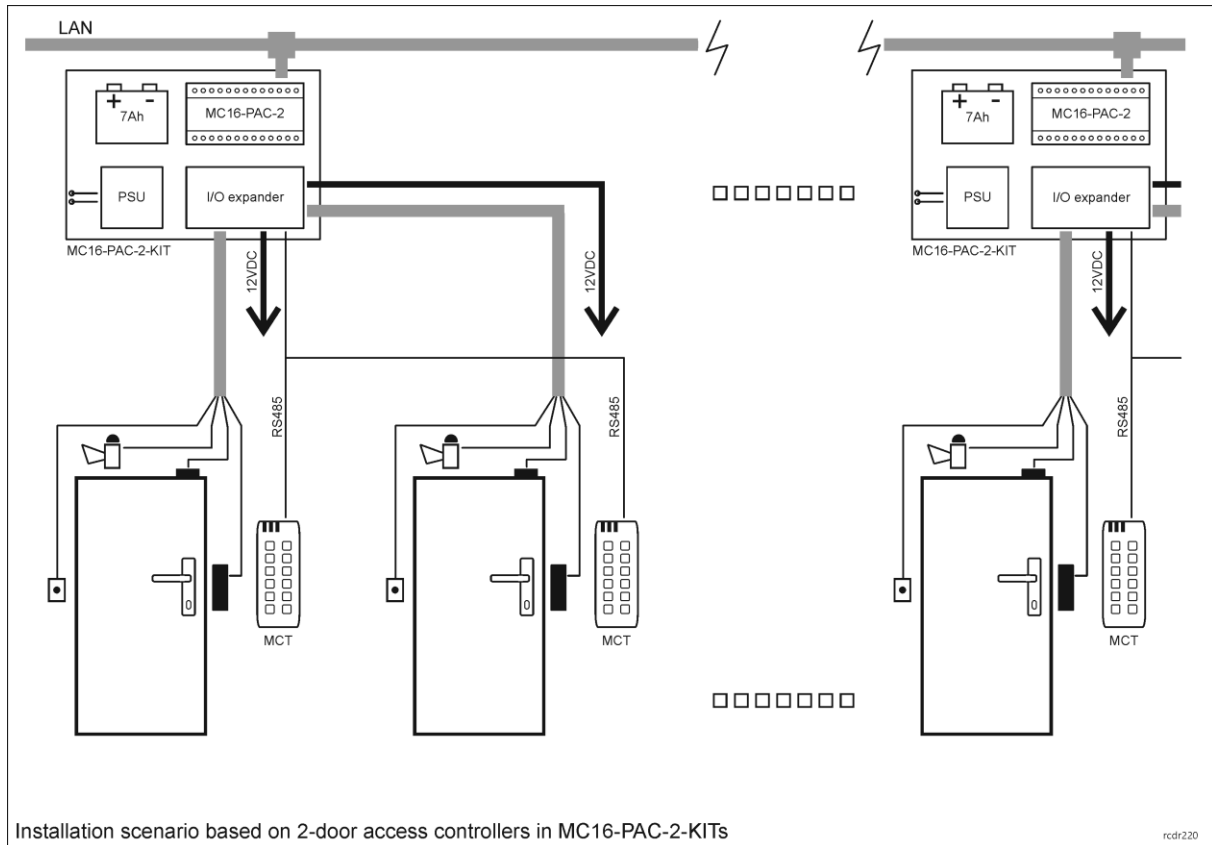 LAN
+ -
7Ah
MC16-PAC-2
PSU
I/O expander
MC16-PAC-2-KIT
12VDC
12VDC
RS485
RS485
MCT
MCT
+ -
7Ah
MC16-PAC-2
PSU
I/O expander
MC16-PAC-2-KIT
12VDC
RS485
MCT
Installation scenario based on 2-door access controllers in MC16-PAC-2-KITs
rcdr220